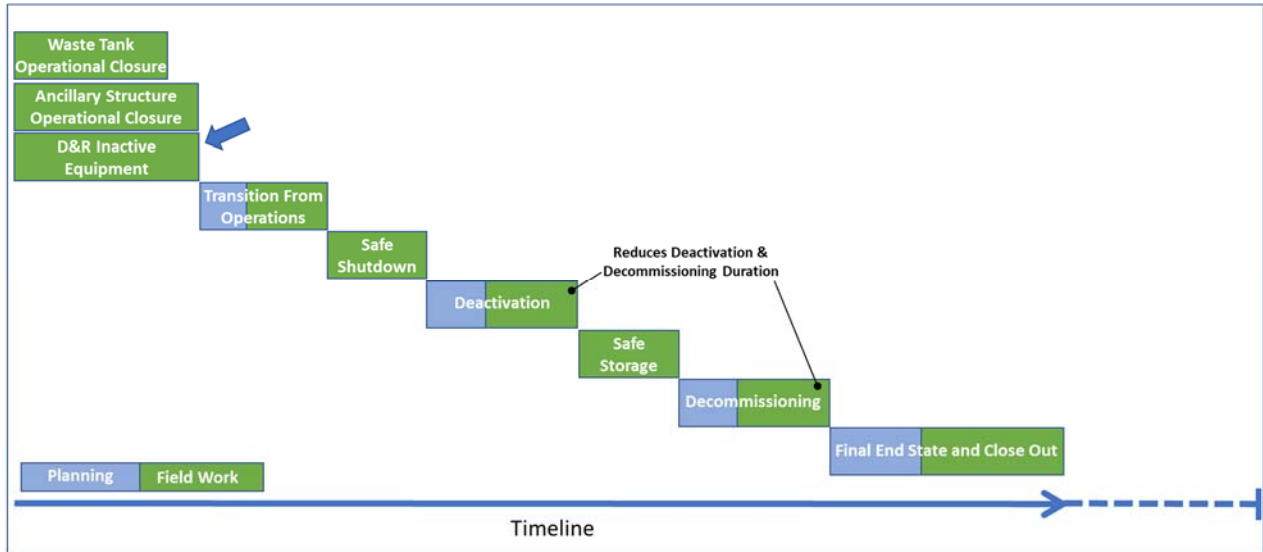 Waste Tank
Operational Closure
Ancillary Structure
Operational Closure
D&R Inactive
Equipment
Transition From
Operations
Safe
Shutdown
Reduces Deactivation &
Decommissioning Duration
Deactivation
Safe
Storage
Decommissioning
Final End State and Close Out
Planning
Field Work
Timeline